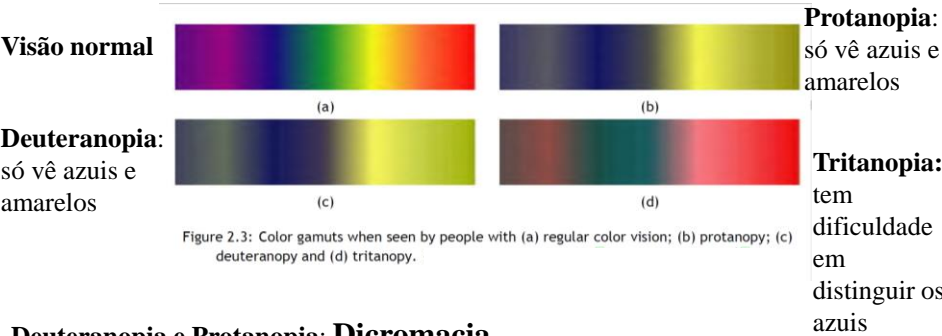 Visão normal
Protanopia:
só vê azuis e
amarelos
(a)
(b)
Deuteranopia:
só vê azuis e
amarelos
Tritanopia:
tem
dificuldade
em
distinguir os
azuis
(c)
(d)
Figure 2.3: Color gamuts when seen by people with (a) regular color vision; (b) protanopy; (c)
deuteranopy and (d) tritanopy.
Deuteranopia e Protanopia: Dicromacia